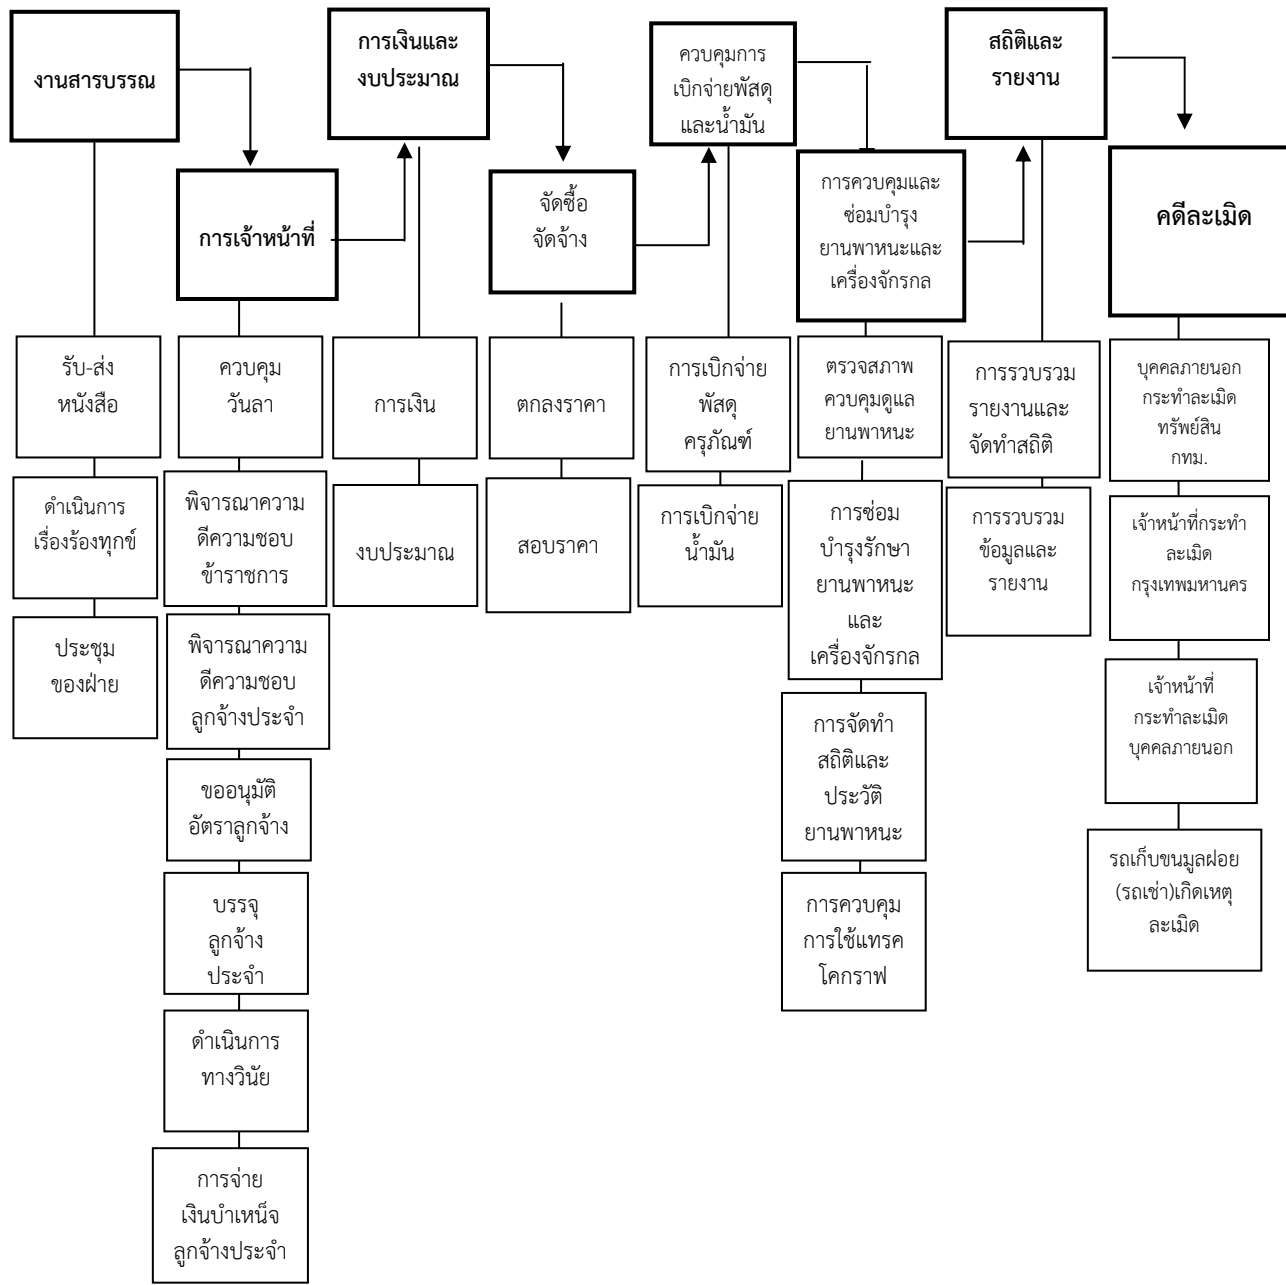 งานสารบรรณ
รับ-ส่ง
หนังสือ
ดำเนินการ
เรื่องร้องทุกข์
ประชุม
ของฝ่าย
การเจ้าหน้าที่
ควบคุม
วันลา
พิจารณาความ
ดีความชอบ
ข้าราชการ
พิจารณาความ
ดีความชอบ
ลูกจ้างประจำ
ขออนุมัติ
อัตราลูกจ้าง
บรรจุ
ลูกจ้าง
ประจำ
ดำเนินการ
ทางวินัย
การจ่าย
เงินบำเหน็จ
ลูกจ้างประจำ
การเงินและ
งบประมาณ
การเงิน
งบประมาณ
จัดซื้อ
จัดจ้าง
ตกลงราคา
สอบราคา
ควบคุมการ
เบิกจ่ายพัสดุ
และน้ำมัน
การเบิกจ่าย
พัสดุ
ครุภัณฑ์
การเบิกจ่าย
น้ำมัน
การควบคุมและ
ซ่อมบำรุง
ยานพาหนะและ
เครื่องจักรกล
ตรวจสภาพ
ควบคุมดูแล
ยานพาหนะ
การซ่อม
บำรุงรักษา
ยานพาหนะ
และ
เครื่องจักรกล
การจัดทำ
สถิติและ
ประวัติ
ยานพาหนะ
การควบคุม
การใช้แทรค
โคกราฟ
สถิติและ
รายงาน
การรวบรวม
รายงานและ
จัดทำสถิติ
การรวบรวม
ข้อมูลและ
รายงาน
คดีละเมิด
บุคคลภายนอก
กระทำละเมิด
ทรัพย์สิน
กทม.
เจ้าหน้าที่กระทำ
ละเมิด
กรุงเทพมหานคร
เจ้าหน้าที่
กระทำละเมิด
บุคคลภายนอก
รถเก็บขนมูลฝอย
(รถเช่า)เกิดเหตุ
ละเมิด